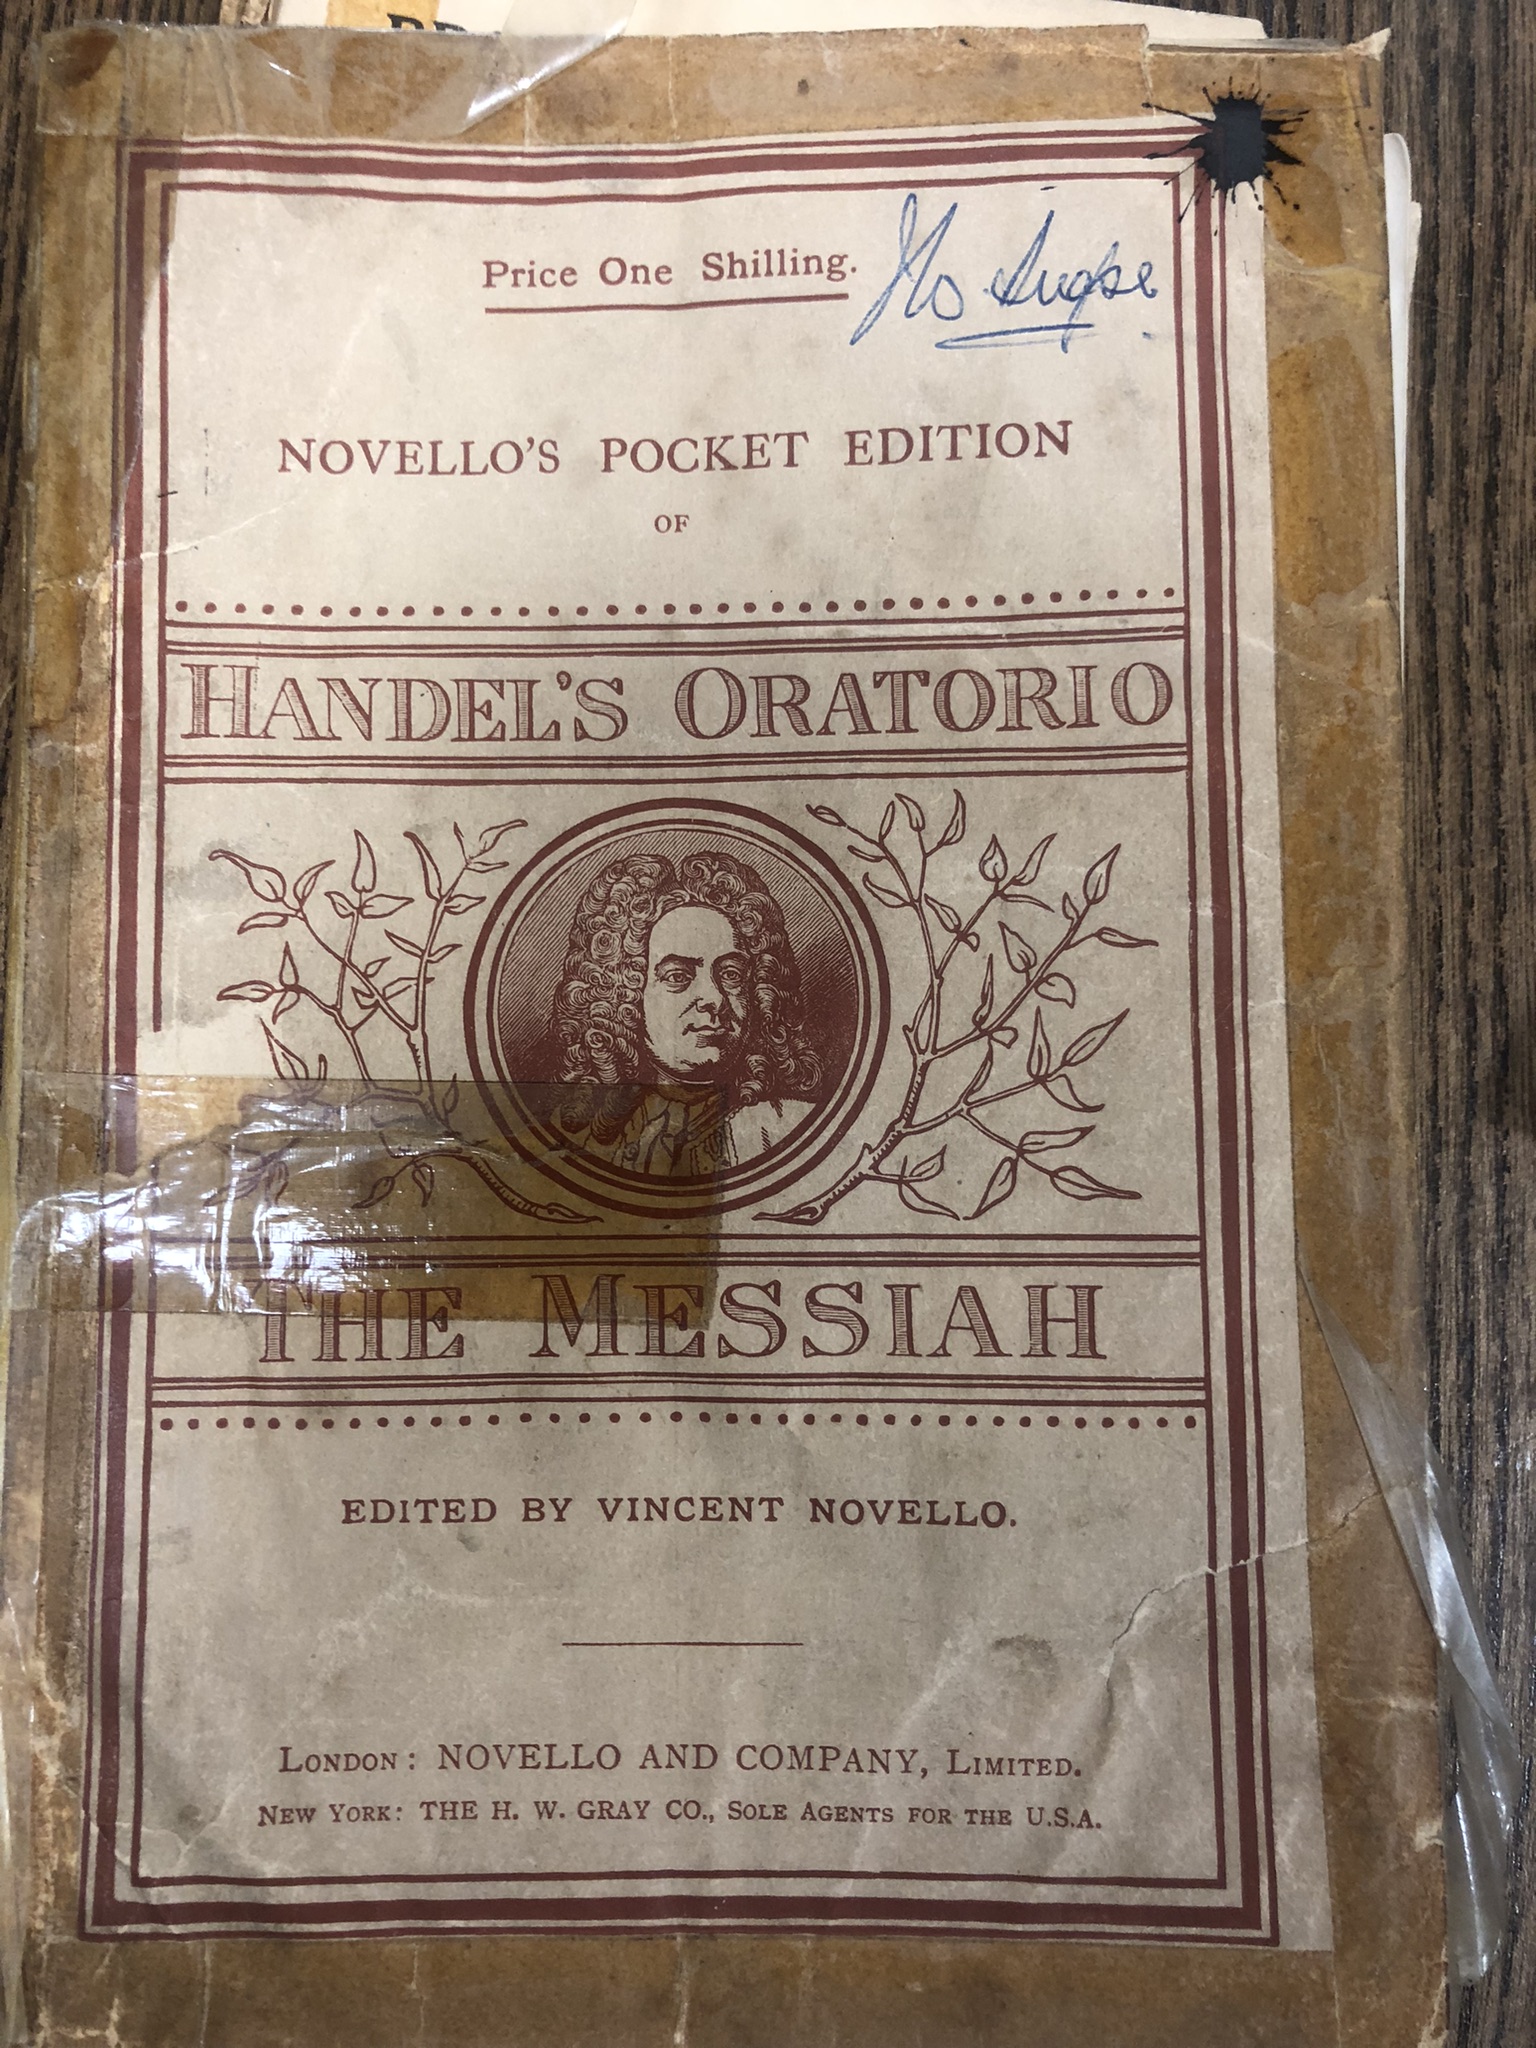 Price One Shilling.
NOVELLO'S POCKET EDITION
OF
HANDEL'S ORATORIO
THE MESSIAH
EDITED BY VINCENT NOVELLO.
LONDON: NOVELLO AND COMPANY, LIMITED.
NEW YORK: THE H. W. GRAY CO., SOLE AGENTS FOR THE U.S.A.